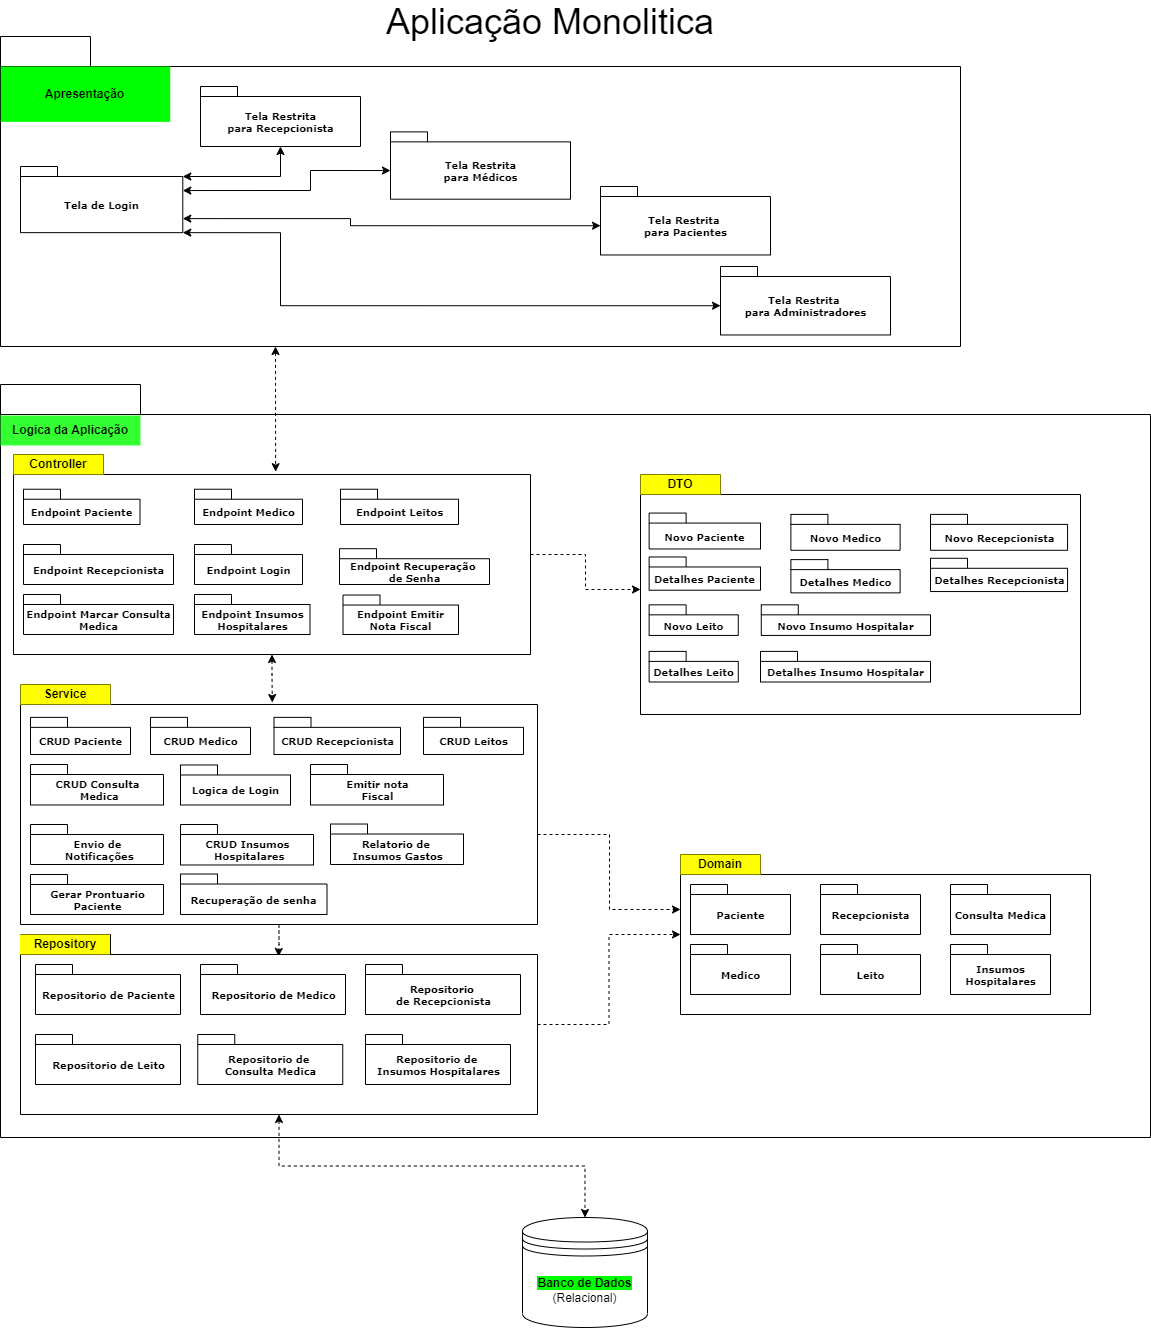 Aplicação Monolitica
Apresentação
Tela Restrita
para Recepcionista
Tela Restrita
para Médicos
Tela de Login
Tela Restrita
para Pacientes
Tela Restrita
para Administradores
Logica da Aplicação
Controller
Endpoint Paciente
Endpoint Medico
Endpoint Leitos
Endpoint Recepcionista
Endpoint Login
Endpoint Recuperação
de Senha
Endpoint Marcar Consulta
Medica
Endpoint Insumos
Hospitalares
Endpoint Emitir
Nota Fiscal
DTO
Novo Paciente
Novo Medico
Novo Recepcionista
Detalhes Paciente
Detalhes Medico
Detalhes Recepcionista
Novo Leito
Novo Insumo Hospitalar
Detalhes Leito
Detalhes Insumo Hospitalar
Service
CRUD Paciente
CRUD Medico
CRUD Recepcionista
CRUD Leitos
CRUD Consulta
Medica
Logica de Login
Emitir nota
Fiscal
Envio de
Notificações
CRUD Insumos
Hospitalares
Relatorio de
Insumos Gastos
Gerar Prontuario
Paciente
Recuperação de senha
Domain
Paciente
Recepcionista
Consulta Medica
Medico
Leito
Insumos
Hospitalares
Repository
Repositorio de Paciente
Repositorio de Medico
Repositorio
de Recepcionista
Repositorio de Leito
Repositorio de
Consulta Medica
Repositorio de
Insumos Hospitalares
Banco de Dados
(Relacional)